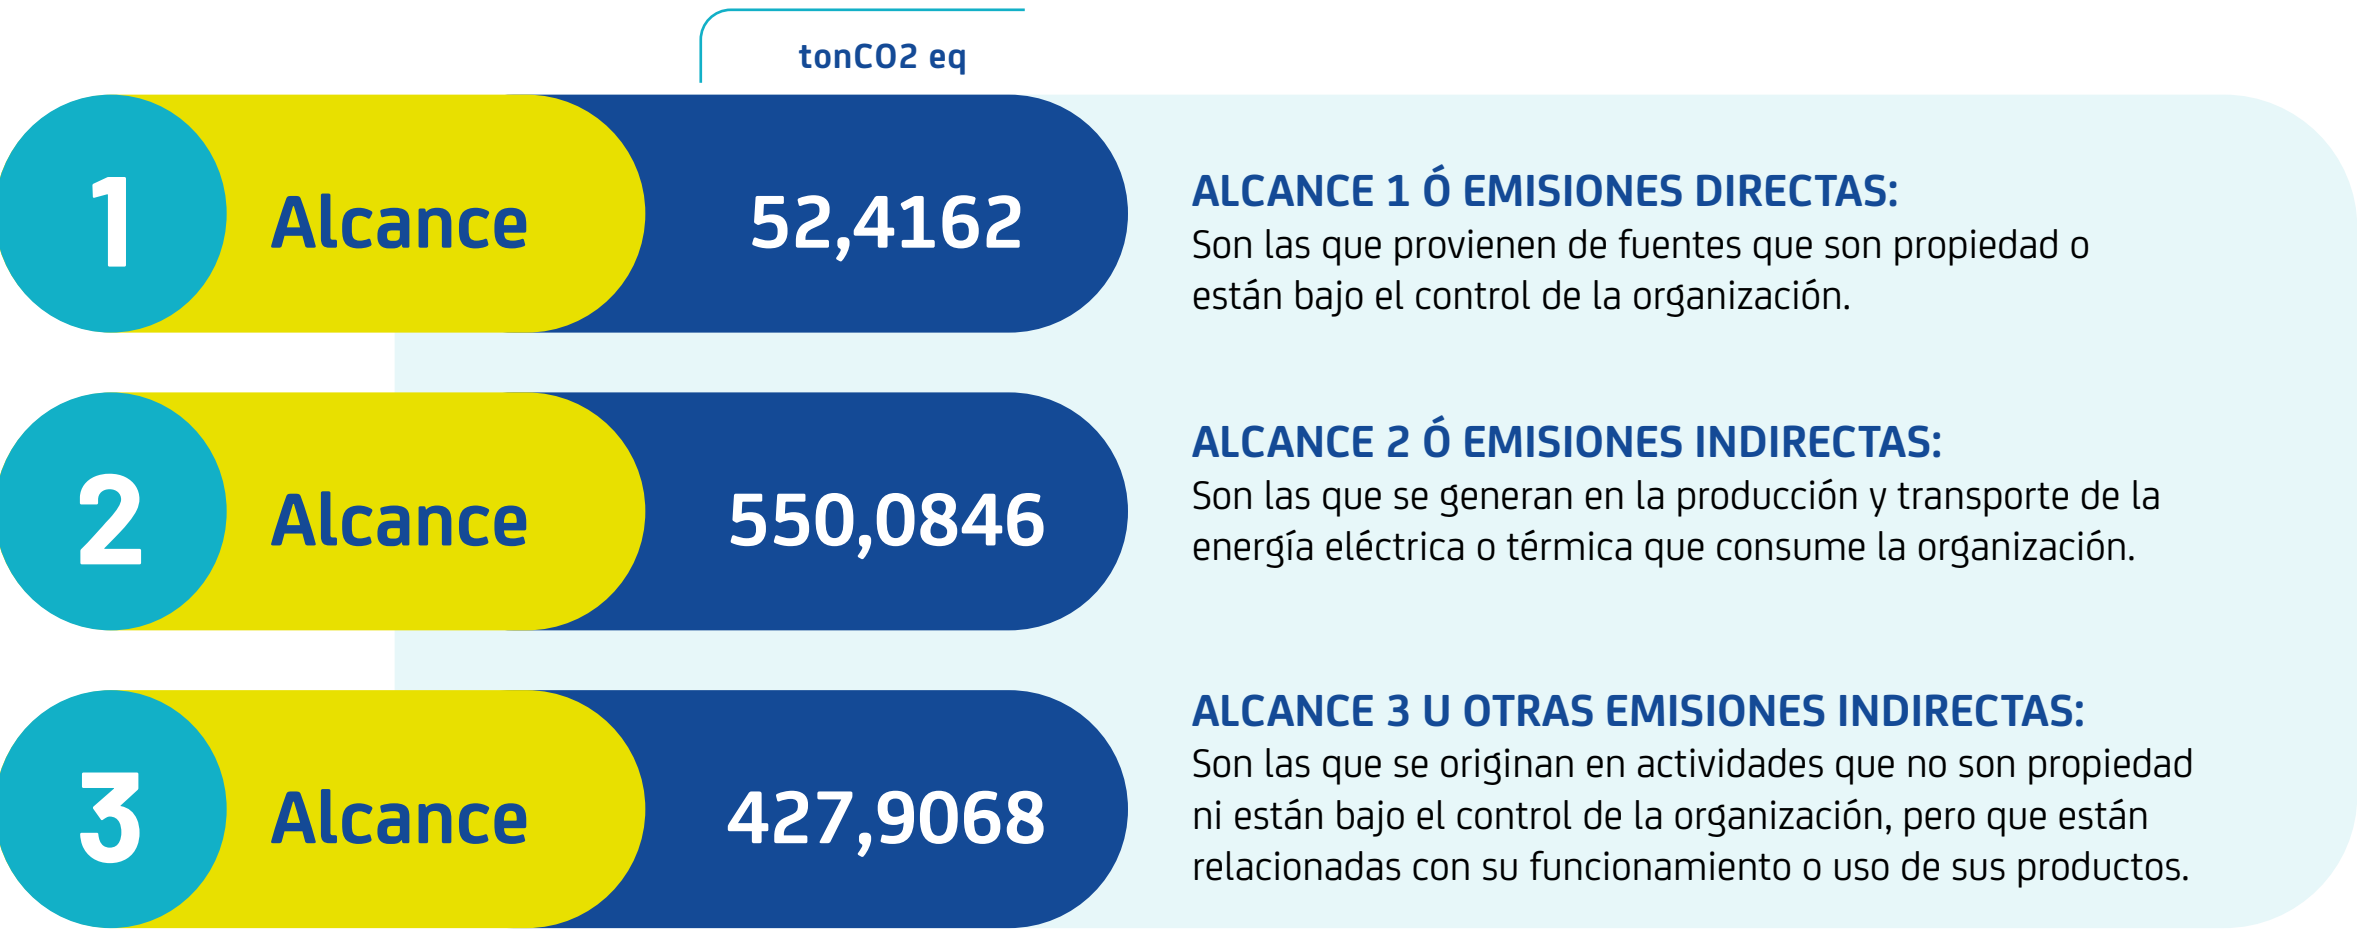 tonCO2 eq
1
Alcance
52,4162
ALCANCE 1 Ó EMISIONES DIRECTAS:
Son las que provienen de fuentes que son propiedad o
están bajo el control de la organización.
2
Alcance
550,0846
ALCANCE 2 Ó EMISIONES INDIRECTAS:
Son las que se generan en la producción y transporte de la
energía eléctrica o térmica que consume la organización.
3
Alcance
427,9068
ALCANCE 3 U OTRAS EMISIONES INDIRECTAS:
Son las que se originan en actividades que no son propiedad
ni están bajo el control de la organización, pero que están
relacionadas con su funcionamiento o uso de sus productos.